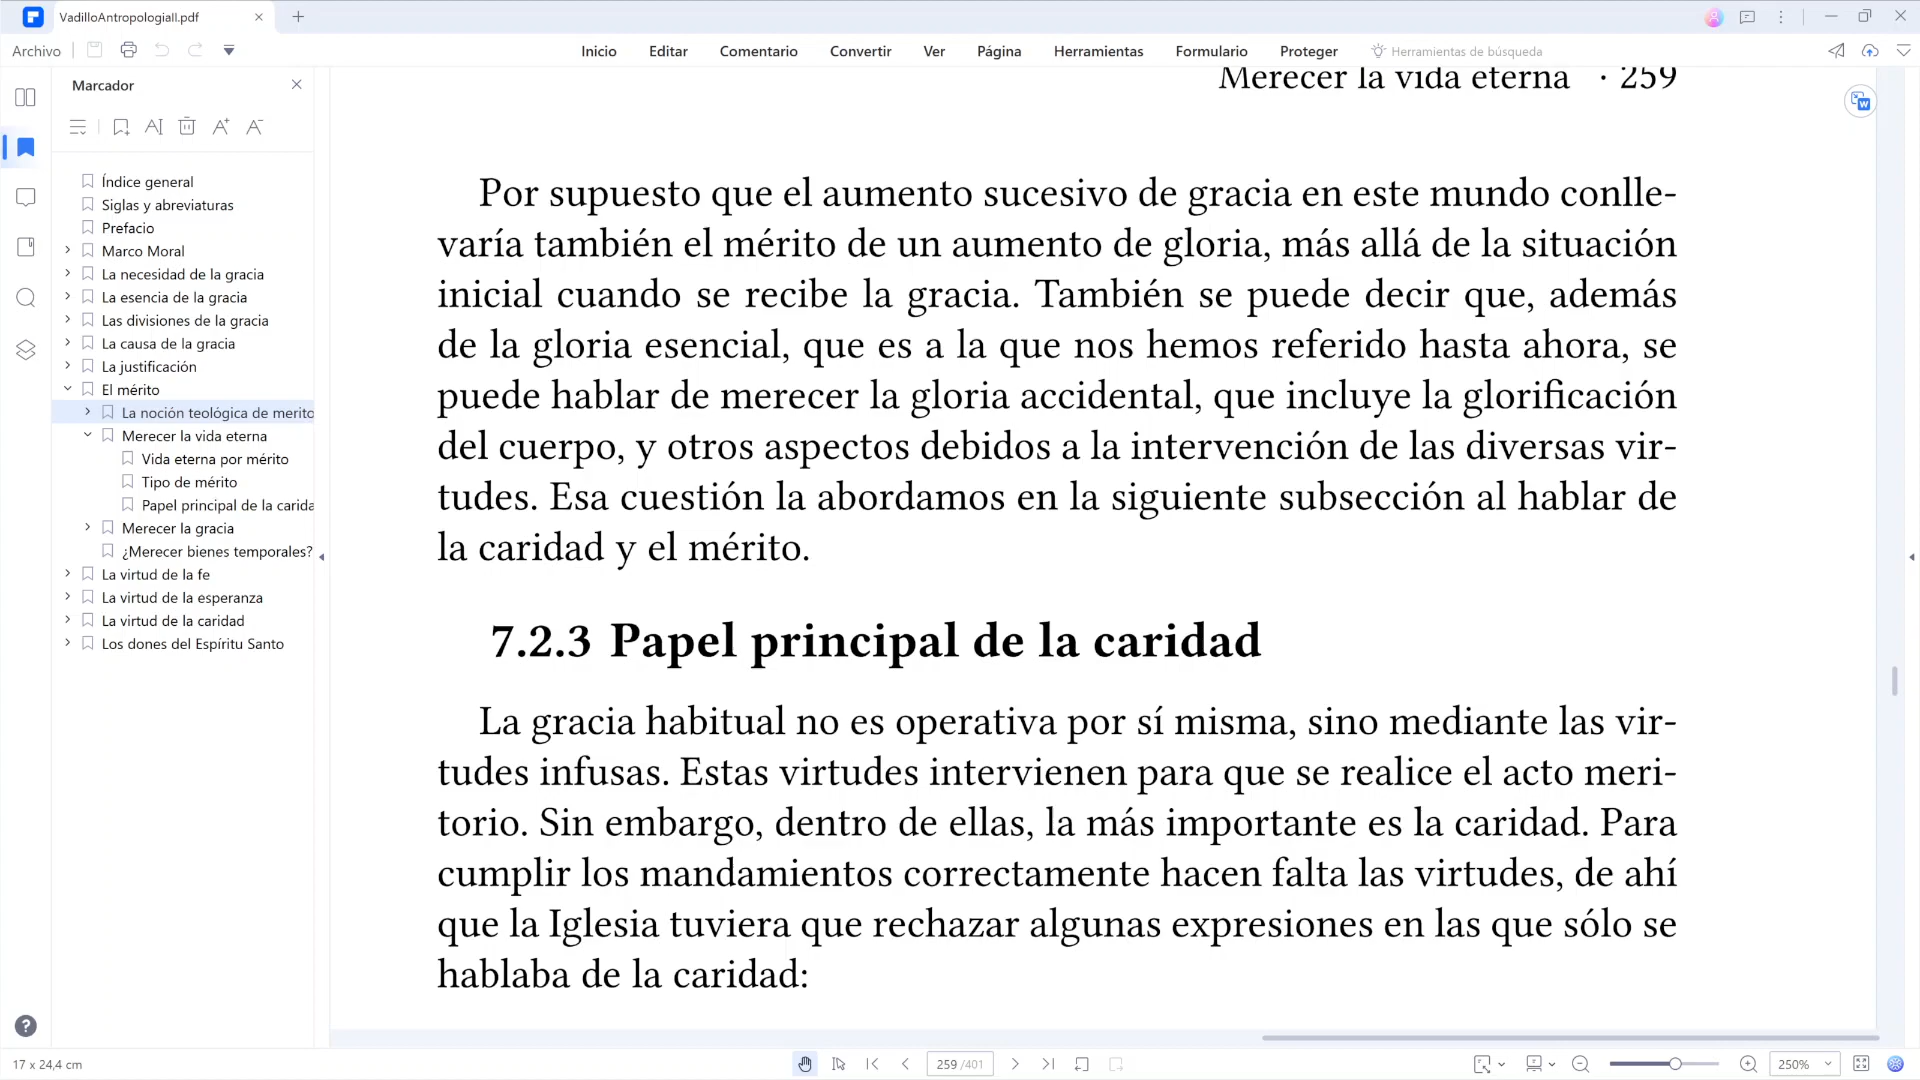 VadilloAntropologiaII.pdf
Archivo
Inicio
Editar
Comentario
Convertir
Ver
Página
Herramientas
Formulario
Proteger
Herramientas de búsqueda
Marcador
Índice general
Siglas y abreviaturas
Prefacio
Marco Moral
La necesidad de la gracia
La esencia de la gracia
Las divisiones de la gracia
La causa de la gracia
La justificación
El mérito
La noción teológica de merito
Merecer la vida eterna
Vida eterna por mérito
Tipo de mérito
Papel principal de la carida
Merecer la gracia
¿Merecer bienes temporales?
La virtud de la fe
La virtud de la esperanza
La virtud de la caridad
Los dones del Espíritu Santo
Merecer la vida eterna · 259
Por supuesto que el aumento sucesivo de gracia en este mundo conlle-
varía también el mérito de un aumento de gloria, más allá de la situación
inicial cuando se recibe la gracia. También se puede decir que, además
de la gloria esencial, que es a la que nos hemos referido hasta ahora, se
puede hablar de merecer la gloria accidental, que incluye la glorificación
del cuerpo, y otros aspectos debidos a la intervención de las diversas vir-
tudes. Esa cuestión la abordamos en la siguiente subsección al hablar de
la caridad y el mérito.
7.2.3 Papel principal de la caridad
La gracia habitual no es operativa por sí misma, sino mediante las vir-
tudes infusas. Estas virtudes intervienen para que se realice el acto meri-
torio. Sin embargo, dentro de ellas, la más importante es la caridad. Para
cumplir los mandamientos correctamente hacen falta las virtudes, de ahí
que la Iglesia tuviera que rechazar algunas expresiones en las que sólo se
hablaba de la caridad:
17 x 24,4 cm
259 /401
250%